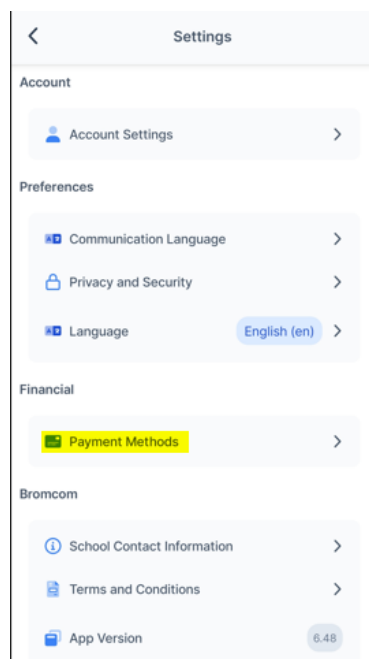 Settings
Account
Account Settings
Preferences
Communication Language
Privacy and Security
Language English (en)
Financial
Payment Methods
Bromcom
School Contact Information
Terms and Conditions
App Version 6.48